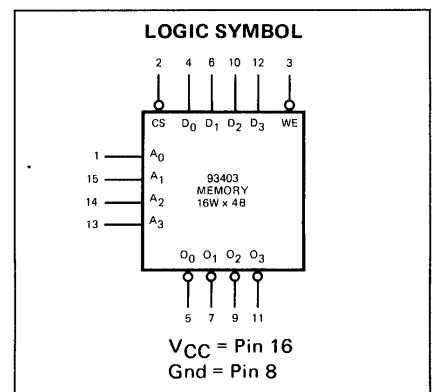 LOGIC SYMBOL
2 4 6 10 12 3
CS D0 D1 D2 D3 WE
1 A0
15 A1
14 A2
13 A3
93403
MEMORY
16W x 4B
O0 O1 O2 O3
5 7 9 11
VCC = Pin 16
Gnd = Pin 8